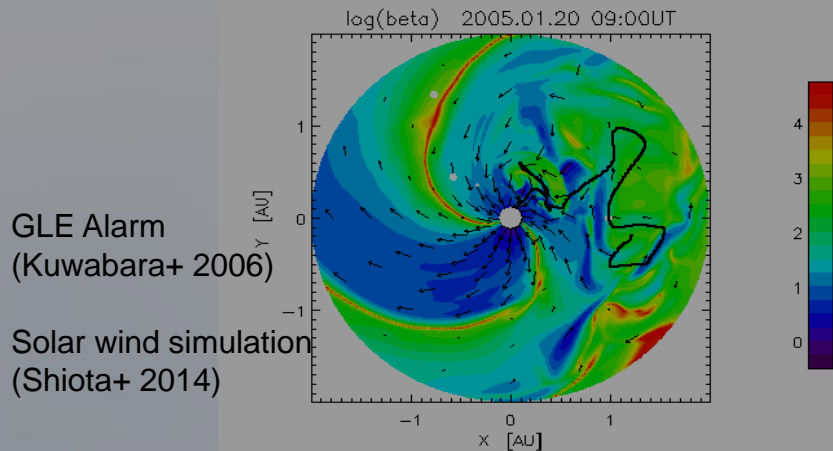 log(beta) 2005.01.20 09:00UT
GLE Alarm
(Kuwabara+ 2006)
Solar wind simulation
(Shiota+ 2014)
Y [AU]
1
0
−1
−1 0 1
X [AU]
4
3
2
1
0